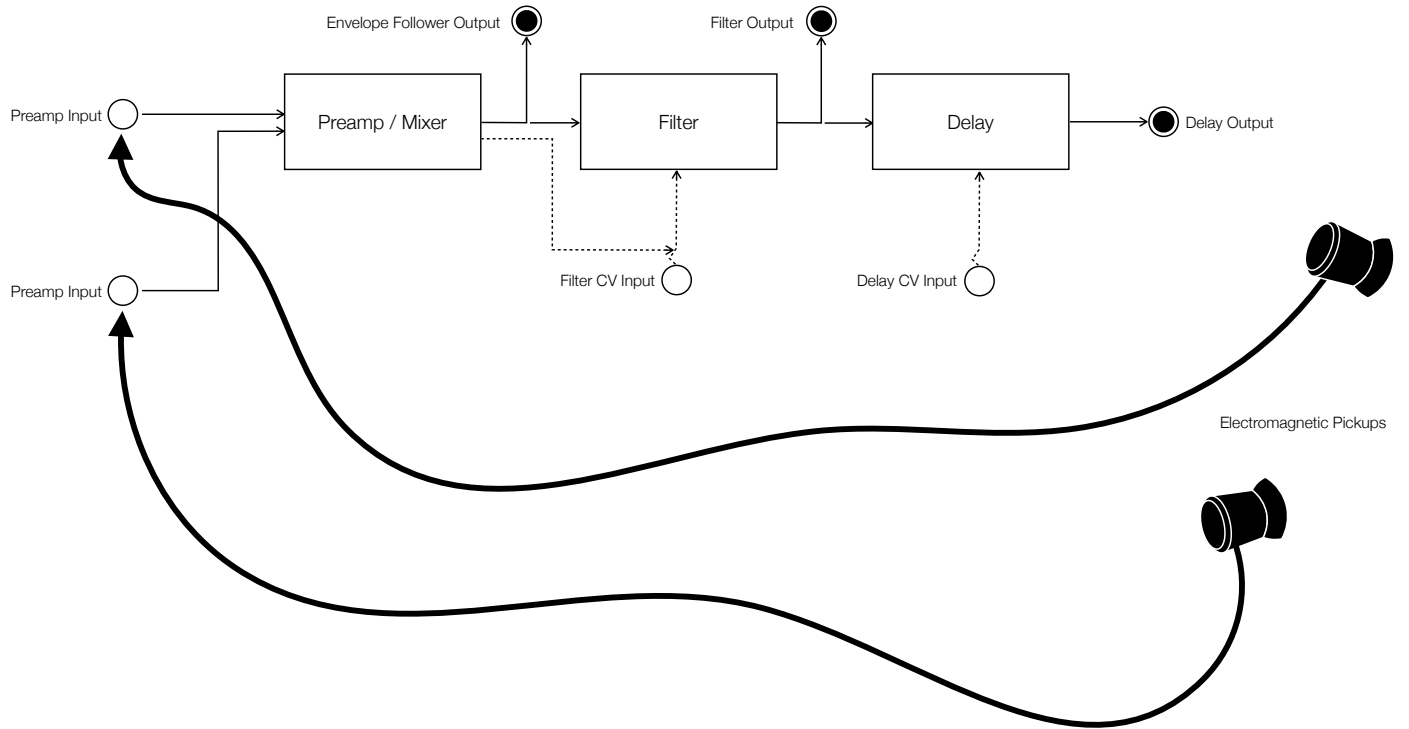 Envelope Follower Output
Filter Output
Preamp Input
Preamp / Mixer
Filter
Delay
Delay Output
Preamp Input
Filter CV Input
Delay CV Input
Electromagnetic Pickups